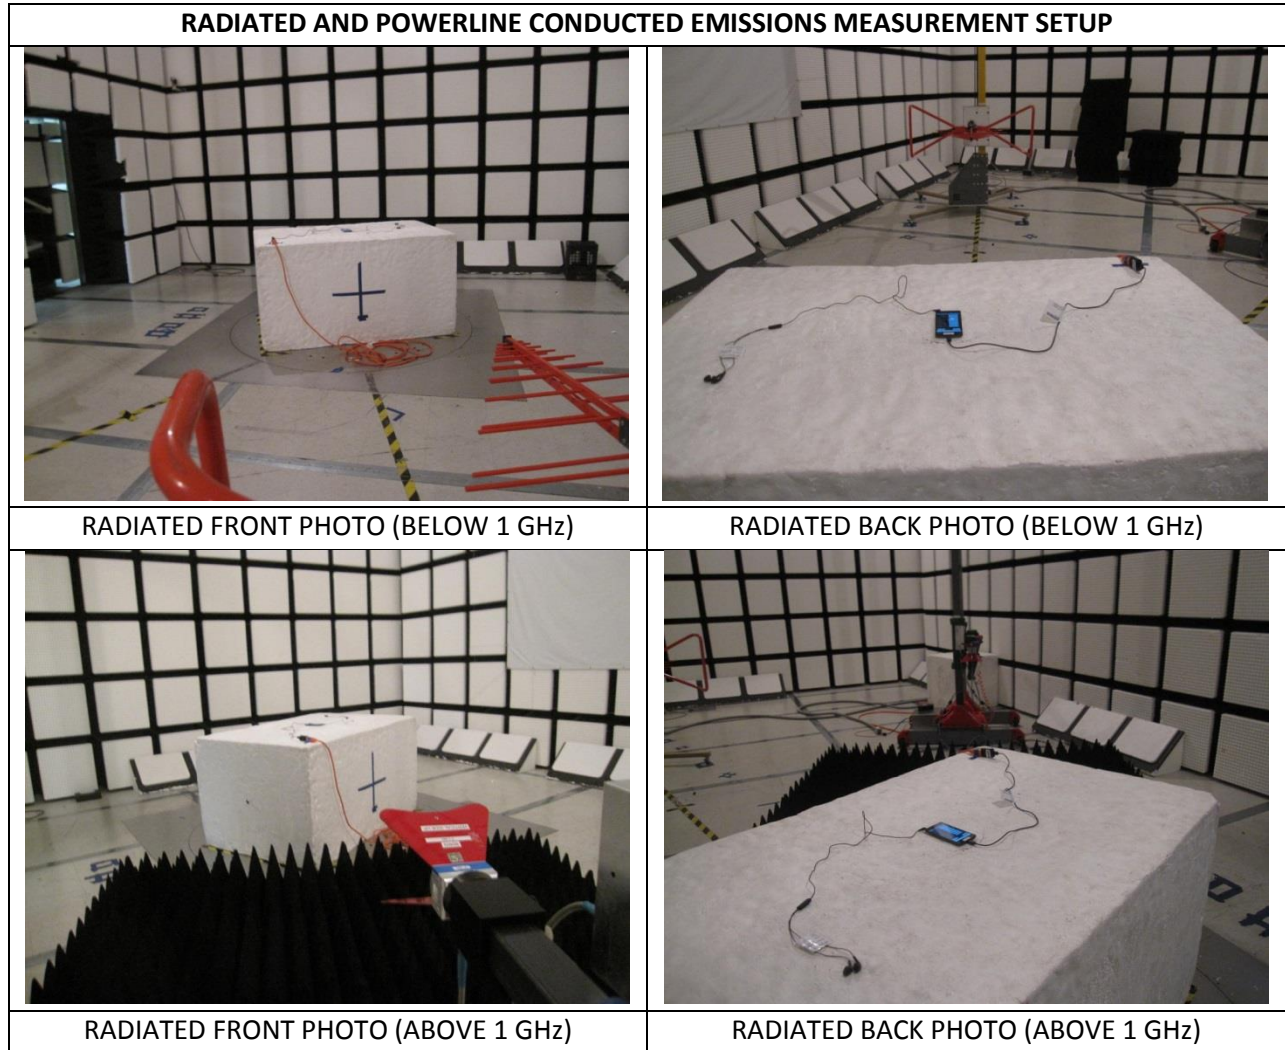 RADIATED AND POWERLINE CONDUCTED EMISSIONS MEASUREMENT SETUP
RADIATED FRONT PHOTO (BELOW 1 GHz)
RADIATED BACK PHOTO (BELOW 1 GHz)
RADIATED FRONT PHOTO (ABOVE 1 GHz)
RADIATED BACK PHOTO (ABOVE 1 GHz)